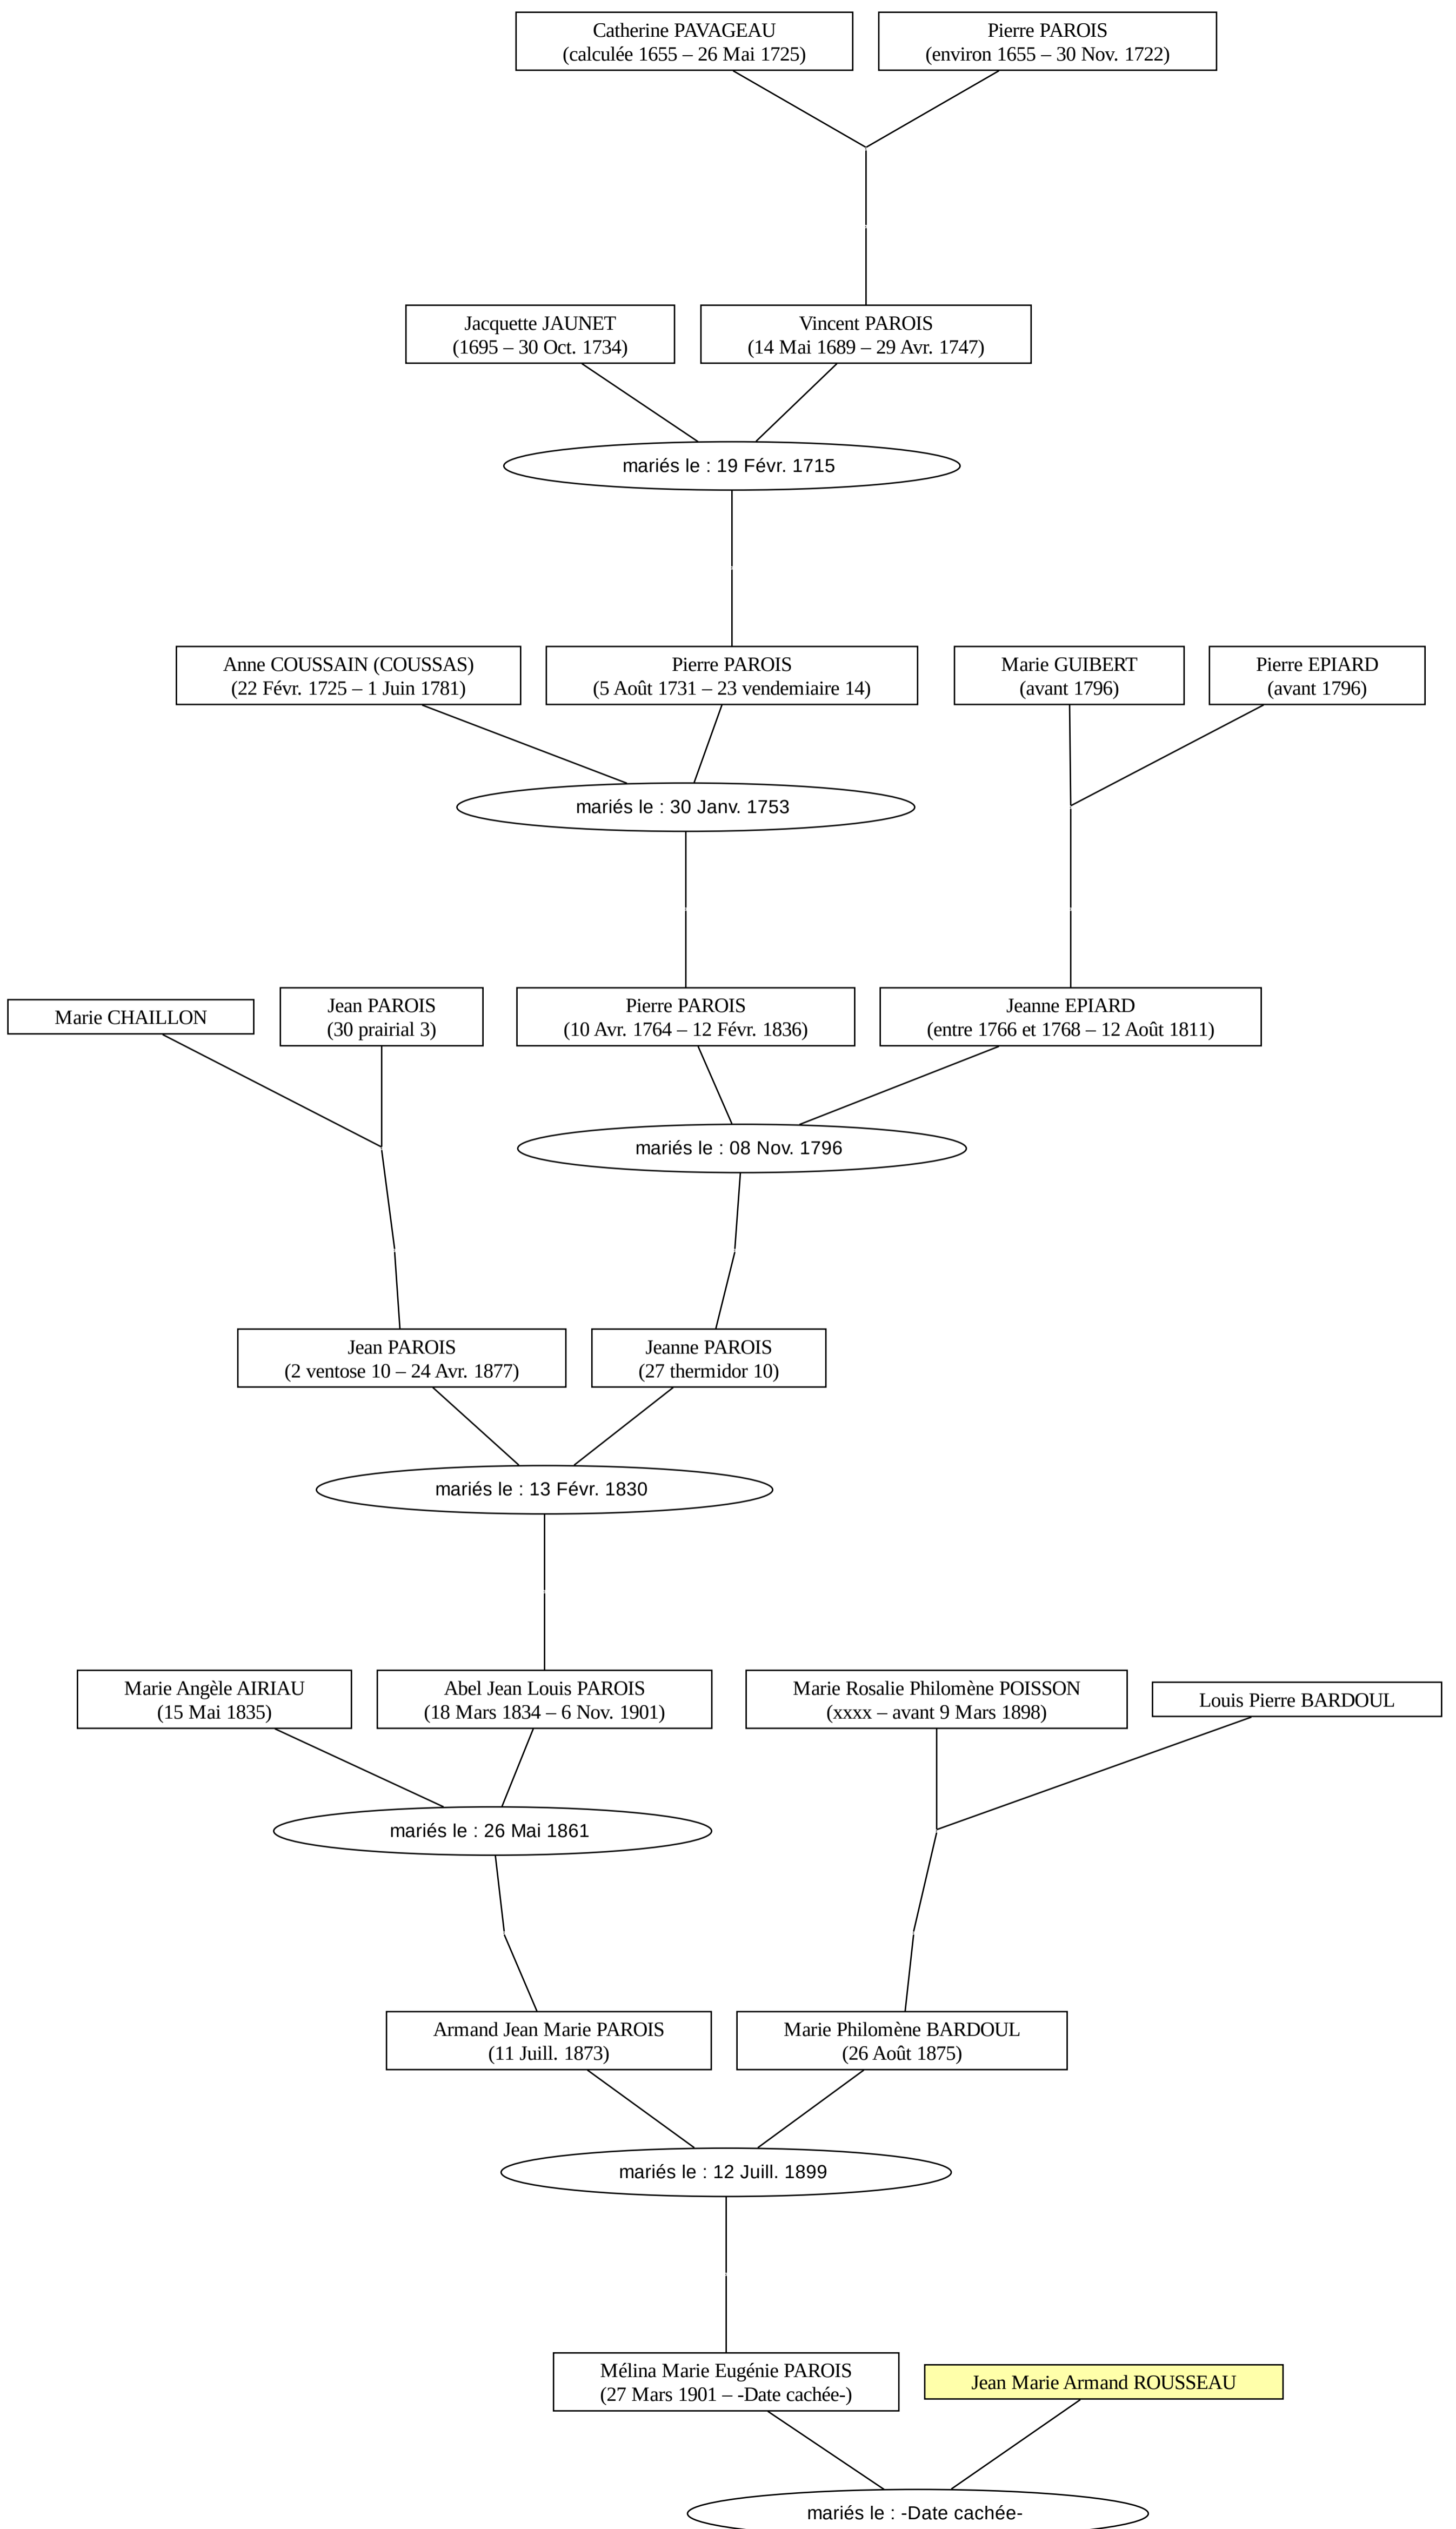 Catherine PAVAGEAU
(calculée 1655 – 26 Mai 1725)
Pierre PAROIS
(environ 1655 – 30 Nov. 1722)
Jacquette JAUNET
(1695 – 30 Oct. 1734)
Vincent PAROIS
(14 Mai 1689 – 29 Avr. 1747)
mariés le : 19 Févr. 1715
Anne COUSSAIN (COUSSAS)
(22 Févr. 1725 – 1 Juin 1781)
Pierre PAROIS
(5 Août 1731 – 23 vendemiaire 14)
Marie GUIBERT
(avant 1796)
Pierre EPIARD
(avant 1796)
mariés le : 30 Janv. 1753
Marie CHAILLON
Jean PAROIS
(30 prairial 3)
Pierre PAROIS
(10 Avr. 1764 – 12 Févr. 1836)
Jeanne EPIARD
(entre 1766 et 1768 – 12 Août 1811)
mariés le : 08 Nov. 1796
Jean PAROIS
(2 ventose 10 – 24 Avr. 1877)
Jeanne PAROIS
(27 thermidor 10)
mariés le : 13 Févr. 1830
Marie Angèle AIRIAU
(15 Mai 1835)
Abel Jean Louis PAROIS
(18 Mars 1834 – 6 Nov. 1901)
Marie Rosalie Philomène POISSON
(xxxx – avant 9 Mars 1898)
Louis Pierre BARDOUL
mariés le : 26 Mai 1861
Armand Jean Marie PAROIS
(11 Juill. 1873)
Marie Philomène BARDOUL
(26 Août 1875)
mariés le : 12 Juill. 1899
Mélina Marie Eugénie PAROIS
(27 Mars 1901 – -Date cachée-)
Jean Marie Armand ROUSSEAU
mariés le : -Date cachée-